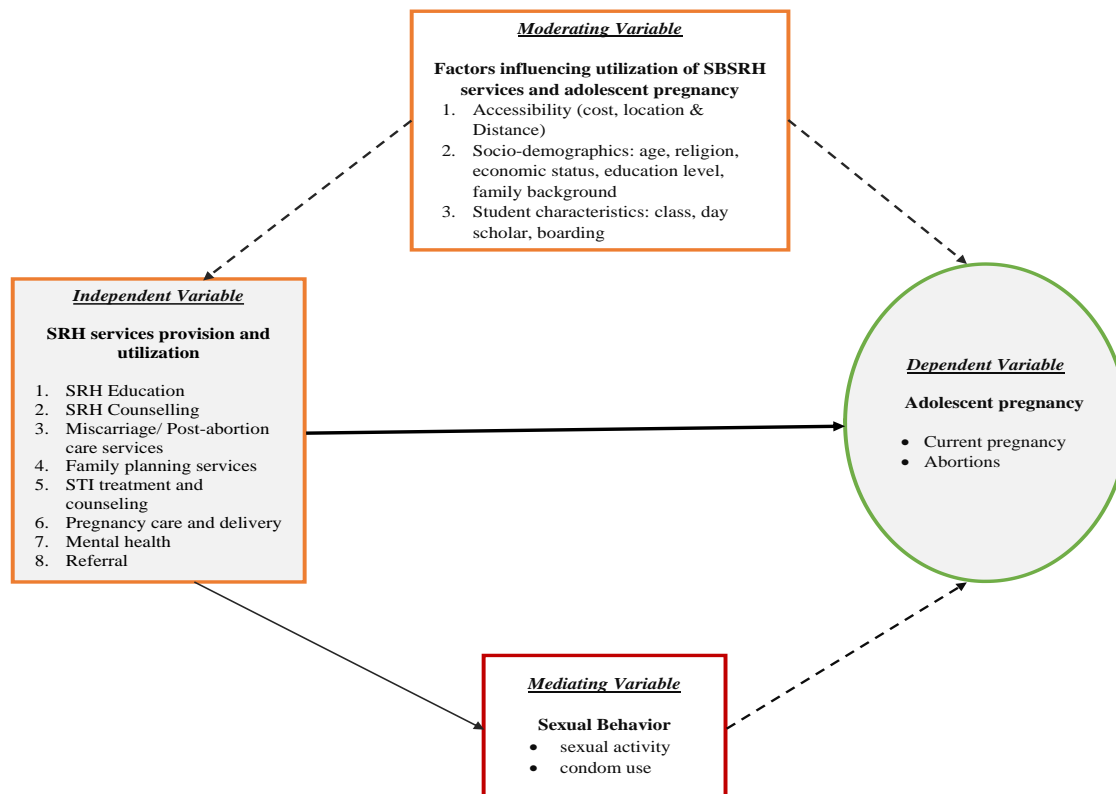 Moderating Variable
Factors influencing utilization of SBSRH
services and adolescent pregnancy
1. Accessibility (cost, location &
Distance)
2. Socio-demographics: age, religion,
economic status, education level,
family background
3. Student characteristics: class, day
scholar, boarding
Independent Variable
SRH services provision and
utilization
1. SRH Education
2. SRH Counselling
3. Miscarriage/ Post-abortion
care services
4. Family planning services
5. STI treatment and
counseling
6. Pregnancy care and delivery
7. Mental health
8. Referral
Dependent Variable
Adolescent pregnancy
• Current pregnancy
• Abortions
Mediating Variable
Sexual Behavior
• sexual activity
• condom use